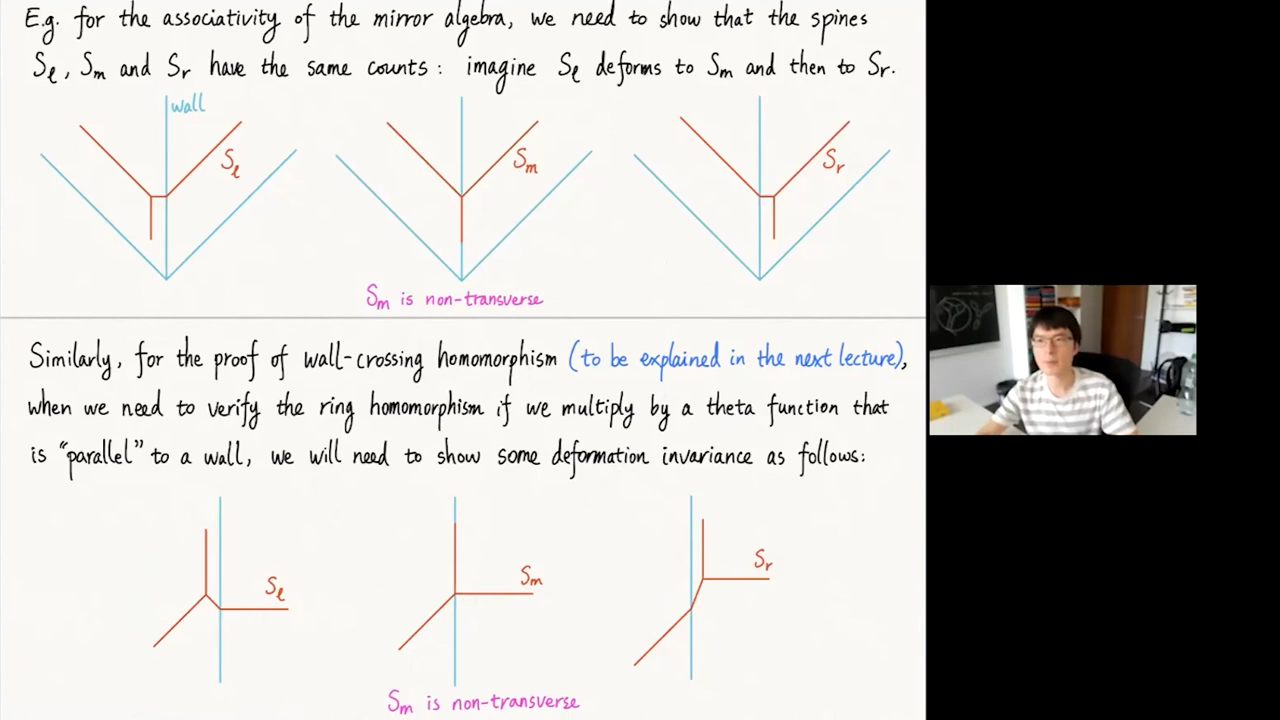 E.g. for the associativity of the mirror algebra, we need to show that the spines
Sℓ, Sm and Sr have the same counts: imagine Sℓ deforms to Sm and then to Sr.
wall
Sℓ
Sm
Sr
Sm is non-transverse
Similarly, for the proof of wall-crossing homomorphism (to be explained in the next lecture),
when we need to verify the ring homomorphism if we multiply by a theta function that
is "parallel" to a wall, we will need to show some deformation invariance as follows:
Sℓ
Sm
Sr
Sm is non-transverse